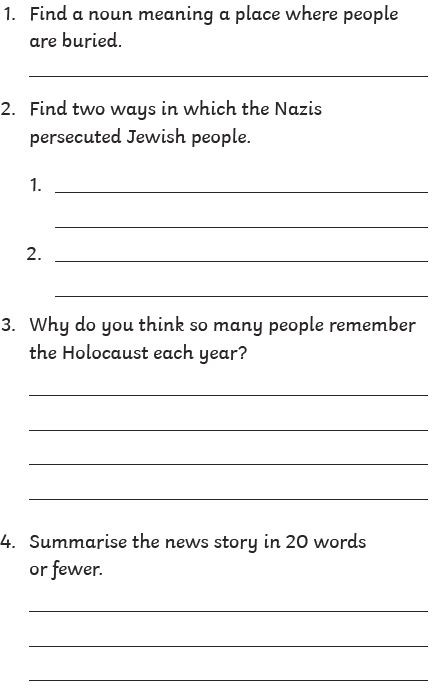 1. Find a noun meaning a place where people
are buried.
2. Find two ways in which the Nazis
persecuted Jewish people.
1.
2.
3. Why do you think so many people remember
the Holocaust each year?
4. Summarise the news story in 20 words
or fewer.